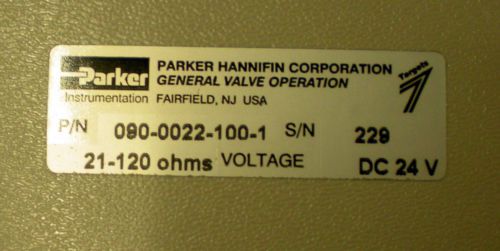 Parker
Instrumentation
PARKER HANNIFIN CORPORATION
GENERAL VALVE OPERATION
FAIRFIELD, NJ USA
Targets
7
P/N 090-0022-100-1 S/N 229
21-120 ohms VOLTAGE DC 24 V